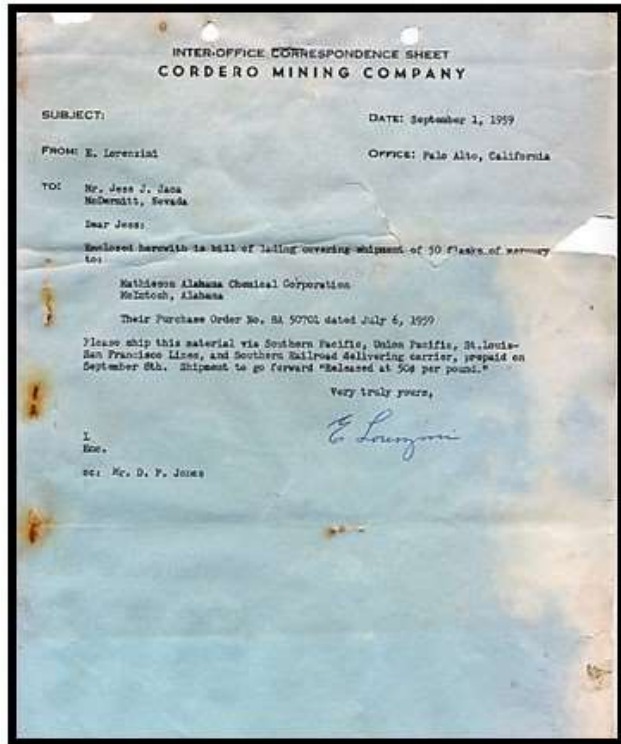 INTER-OFFICE CORRESPONDENCE SHEET
CORDERO MINING COMPANY
SUBJECT:
DATE: September 1, 1959
FROM: E. Lorenzini
OFFICE: Palo Alto, California
TO: Mr. Jess J. Jaca
McDermitt, Nevada
Dear Jess:
Enclosed herewith is bill of lading covering shipment of 50 flasks of mercury
to:
Mathieson Alabama Chemical Corporation
McIntosh, Alabama
Their Purchase Order No. BA 50701 dated July 6, 1959
Please ship this material via Southern Pacific, Union Pacific, St.Louis-
San Francisco Lines, and Southern Railroad delivering carrier, prepaid on
September 8th. Shipment to go forward "Released at 50¢ per pound."
Very truly yours,
E Lorenzini
L
Enc.
cc: Mr. D. F. Jones